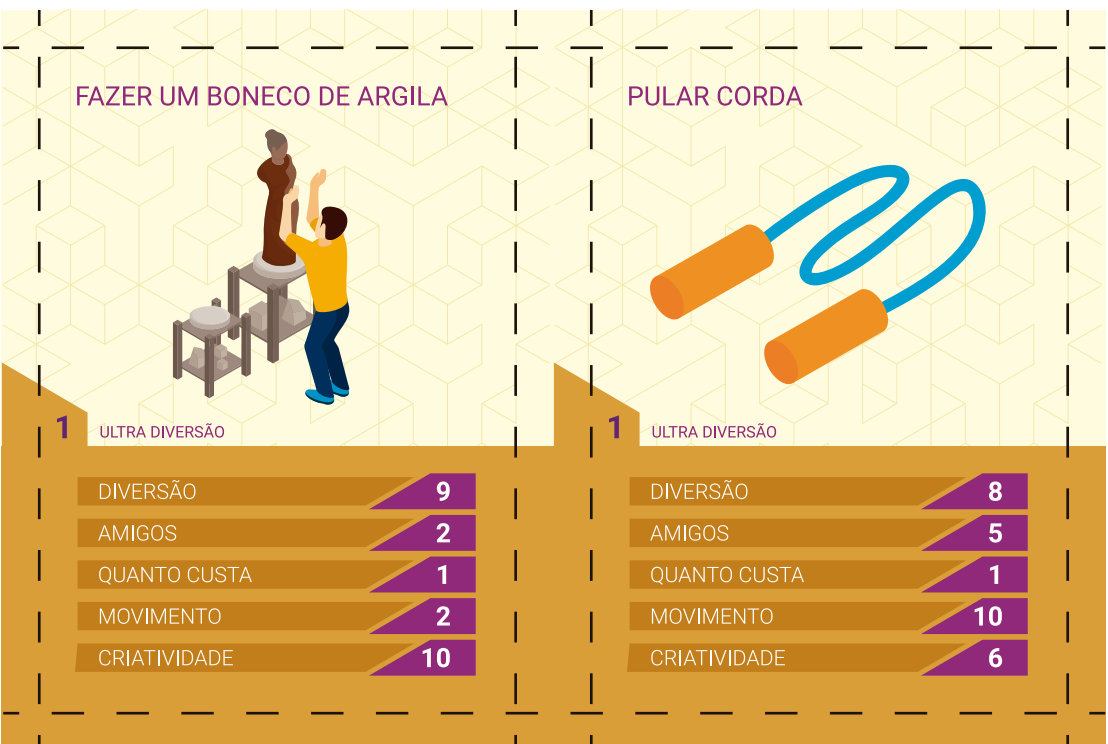 FAZER UM BONECO DE ARGILA
1 ULTRA DIVERSÃO
DIVERSÃO 9
AMIGOS 2
QUANTO CUSTA 1
MOVIMENTO 2
CRIATIVIDADE 10
PULAR CORDA
1 ULTRA DIVERSÃO
DIVERSÃO 8
AMIGOS 5
QUANTO CUSTA 1
MOVIMENTO 10
CRIATIVIDADE 6